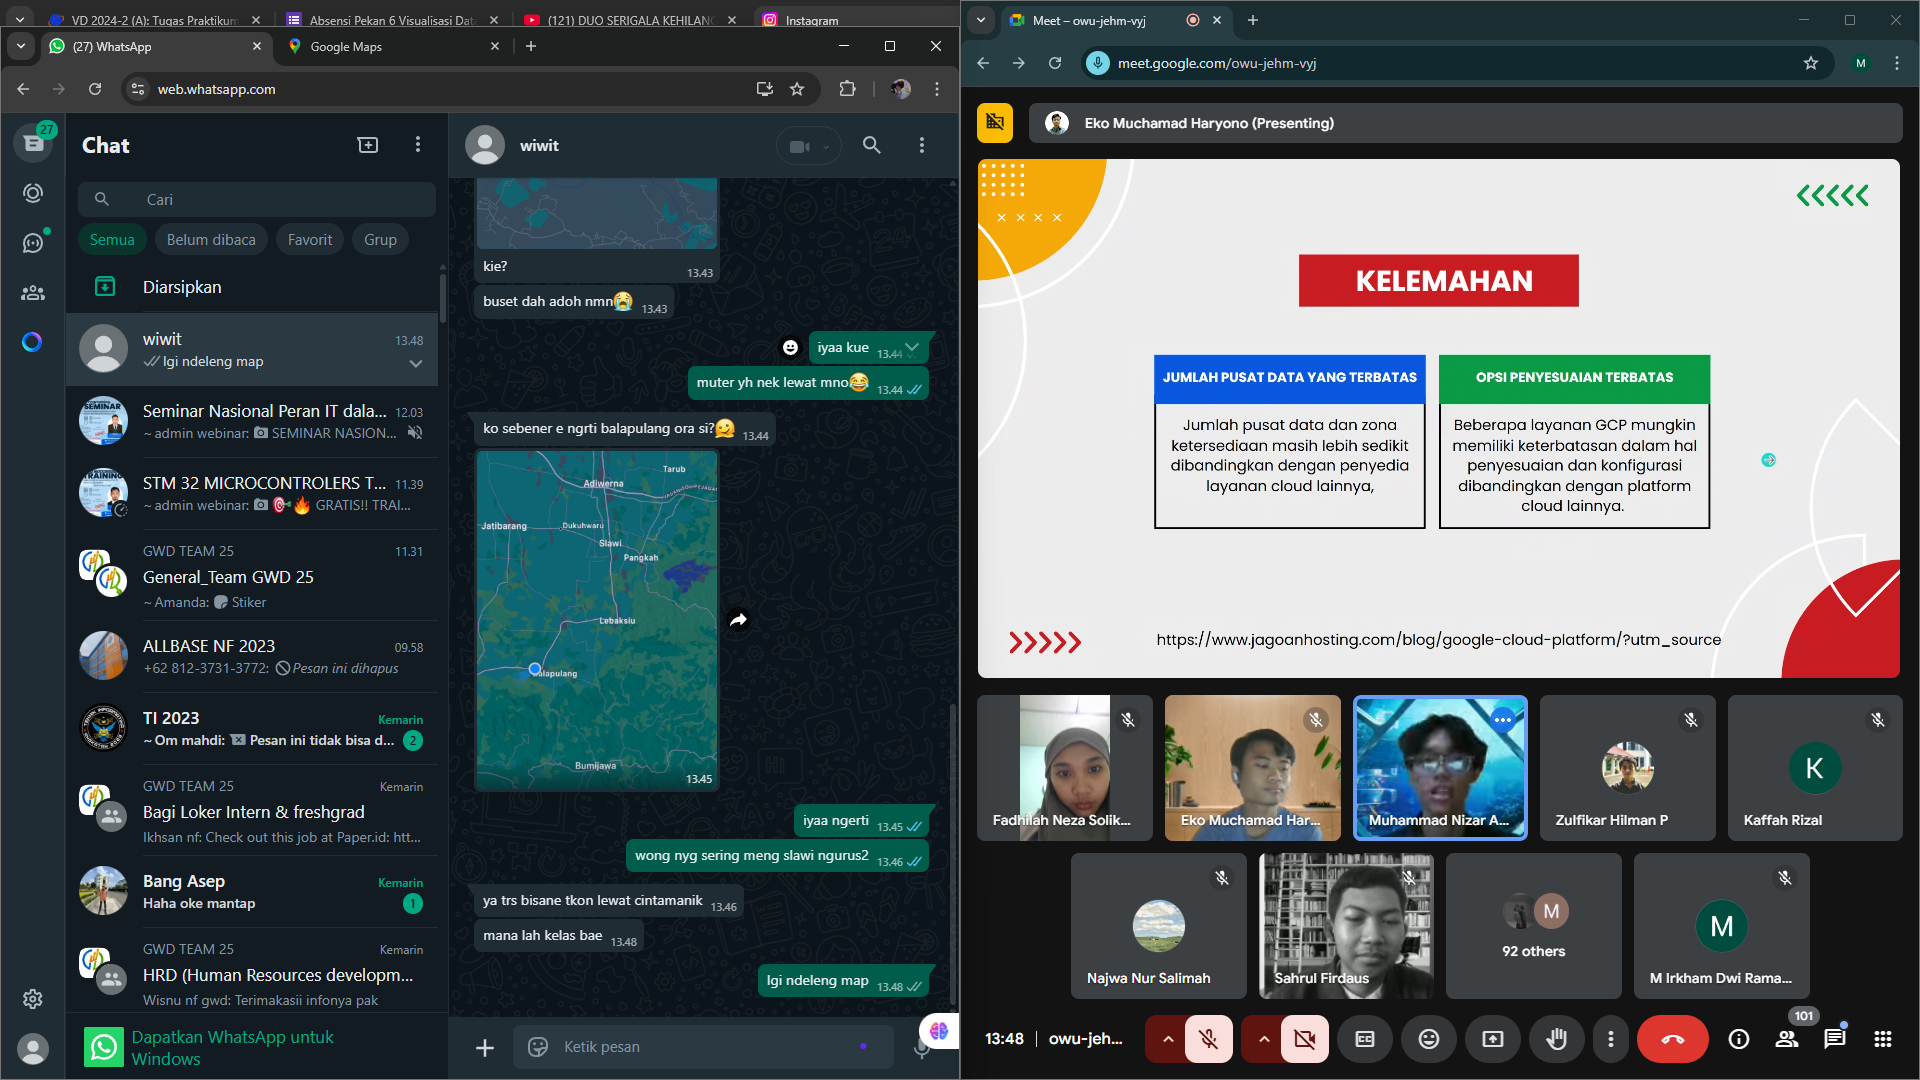 VD 2024-2 (A): Tugas Praktikum
Absensi Pekan 6 Visualisasi Data
(121) DUO SERIGALA KEHILANG
Instagram
(27) WhatsApp
Google Maps
web.whatsapp.com
27
Chat
Cari
Semua
Belum dibaca
Favorit
Grup
Diarsipkan
wiwit
13.48
lgi ndeleng map
Seminar Nasional Peran IT dala...
12.03
~ admin webinar: SEMINAR NASION...
STM 32 MICROCONTROLERS T...
11.39
~ admin webinar: 🎯🔥 GRATIS!! TRAI...
GWD TEAM 25
11.31
General_Team GWD 25
~ Amanda: Stiker
ALLBASE NF 2023
09.58
+62 812-3731-3772: Pesan ini dihapus
TI 2023
Kemarin
~ Om mahdi: Pesan ini tidak bisa d...
2
GWD TEAM 25
Kemarin
Bagi Loker Intern & freshgrad
Ikhsan nf: Check out this job at Paper.id: htt...
Bang Asep
Kemarin
Haha oke mantap
1
GWD TEAM 25
Kemarin
HRD (Human Resources developm...
Wisnu nf gwd: Terimakasii infonya pak
Dapatkan WhatsApp untuk
Windows
wiwit
kie?
13.43
buset dah adoh nmn😭
13.43
iyaa kue
13.44
muter yh nek lewat mno😂
13.44
ko sebener e ngrti balapulang ora si?🫠
13.44
Tarub
Adiwerna
Jatibarang
Dukuhwaru
Slawi
Pangkah
Lebaksiu
Balapulang
Bumijawa
13.45
iyaa ngerti
13.45
wong nyg sering meng slawi ngurus2
13.46
ya trs bisane tkon lewat cintamanik
13.46
mana lah kelas bae
13.48
lgi ndeleng map
13.48
Ketik pesan
Meet – owu-jehm-vyj
meet.google.com/owu-jehm-vyj
M
Eko Muchamad Haryono (Presenting)
KELEMAHAN
JUMLAH PUSAT DATA YANG TERBATAS
Jumlah pusat data dan zona
ketersediaan masih lebih sedikit
dibandingkan dengan penyedia
layanan cloud lainnya,
OPSI PENYESUAIAN TERBATAS
Beberapa layanan GCP mungkin
memiliki keterbatasan dalam hal
penyesuaian dan konfigurasi
dibandingkan dengan platform
cloud lainnya.
https://www.jagoanhosting.com/blog/google-cloud-platform/?utm_source
Fadhilah Neza Solik...
Eko Muchamad Har...
Muhammad Nizar A...
Zulfikar Hilman P
K
Kaffah Rizal
Najwa Nur Salimah
Sahrul Firdaus
M
92 others
M
M Irkham Dwi Rama...
13:48
owu-jeh...
101